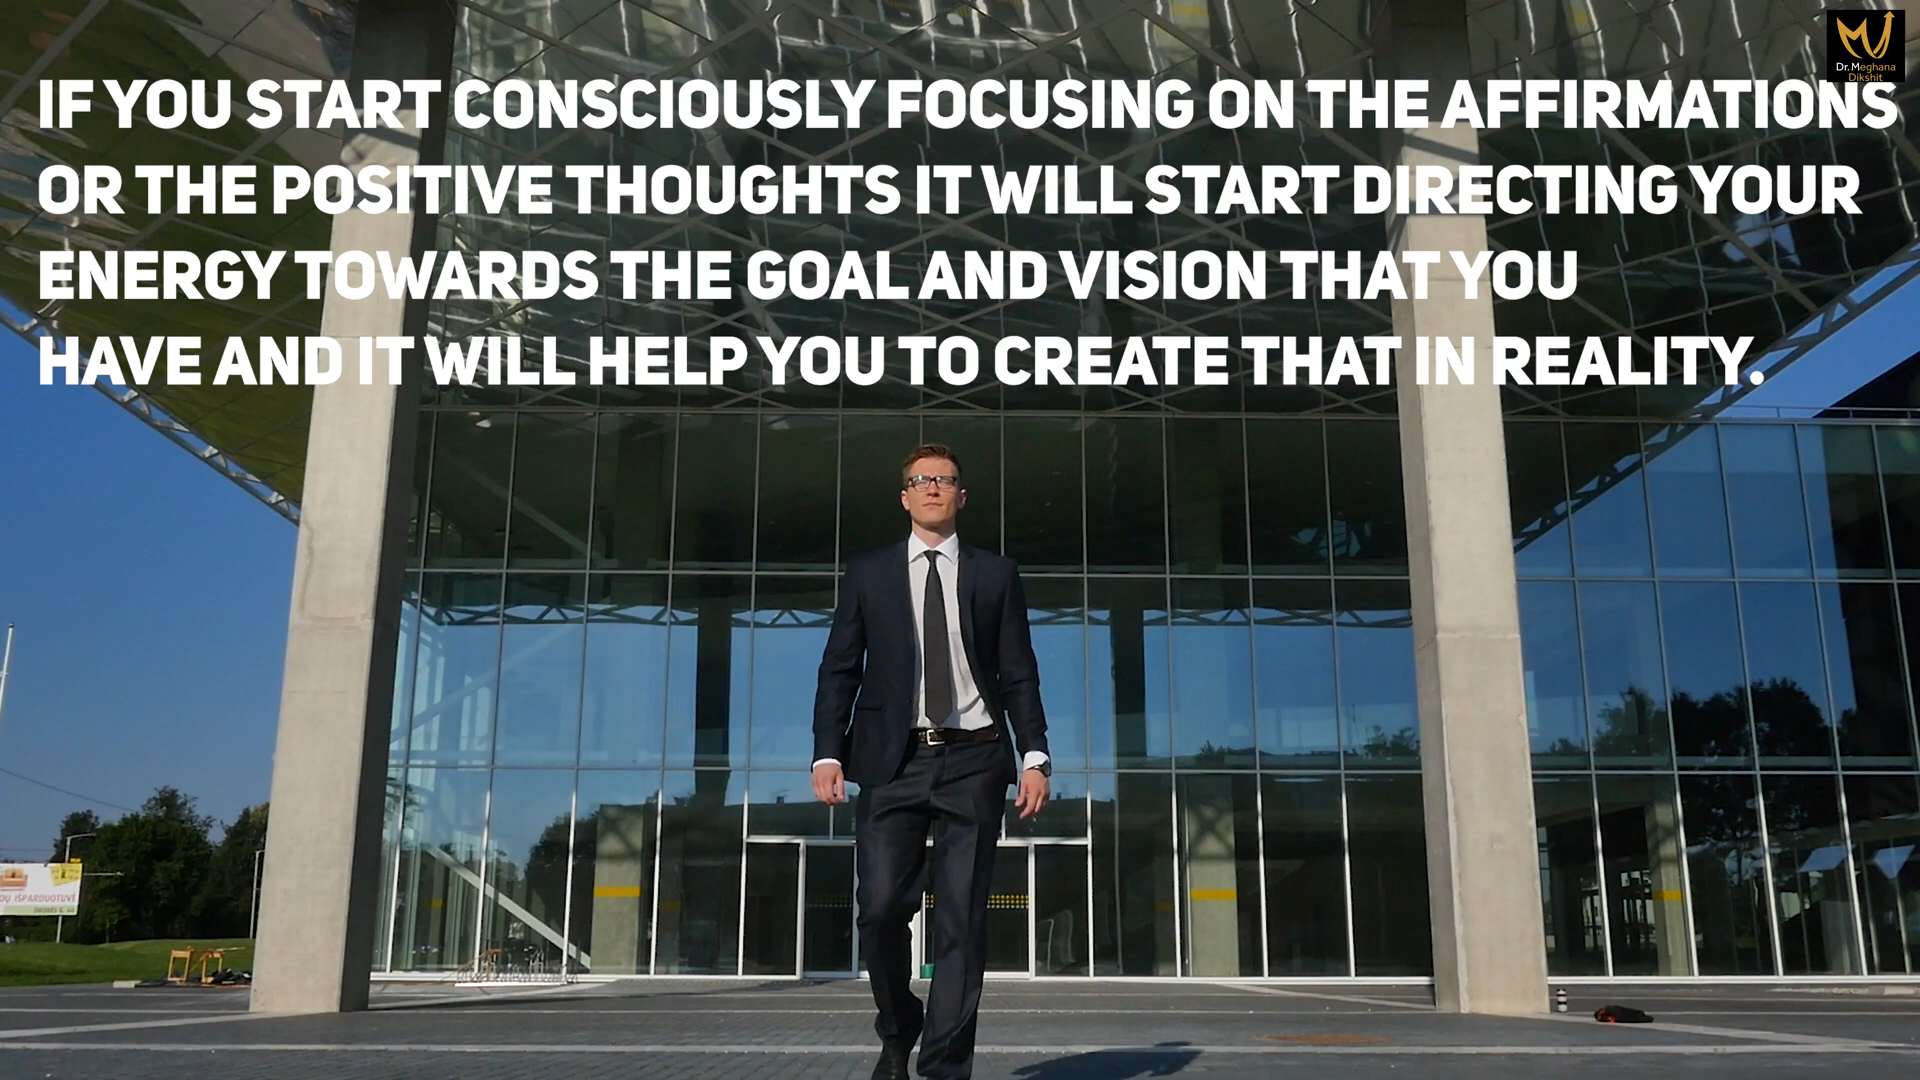 Dr. Meghana
Dikshit
IF YOU START CONSCIOUSLY FOCUSING ON THE AFFIRMATIONS
OR THE POSITIVE THOUGHTS IT WILL START DIRECTING YOUR
ENERGY TOWARDS THE GOAL AND VISION THAT YOU
HAVE AND IT WILL HELP YOU TO CREATE THAT IN REALITY.
IŠPARDUOTUVĖ